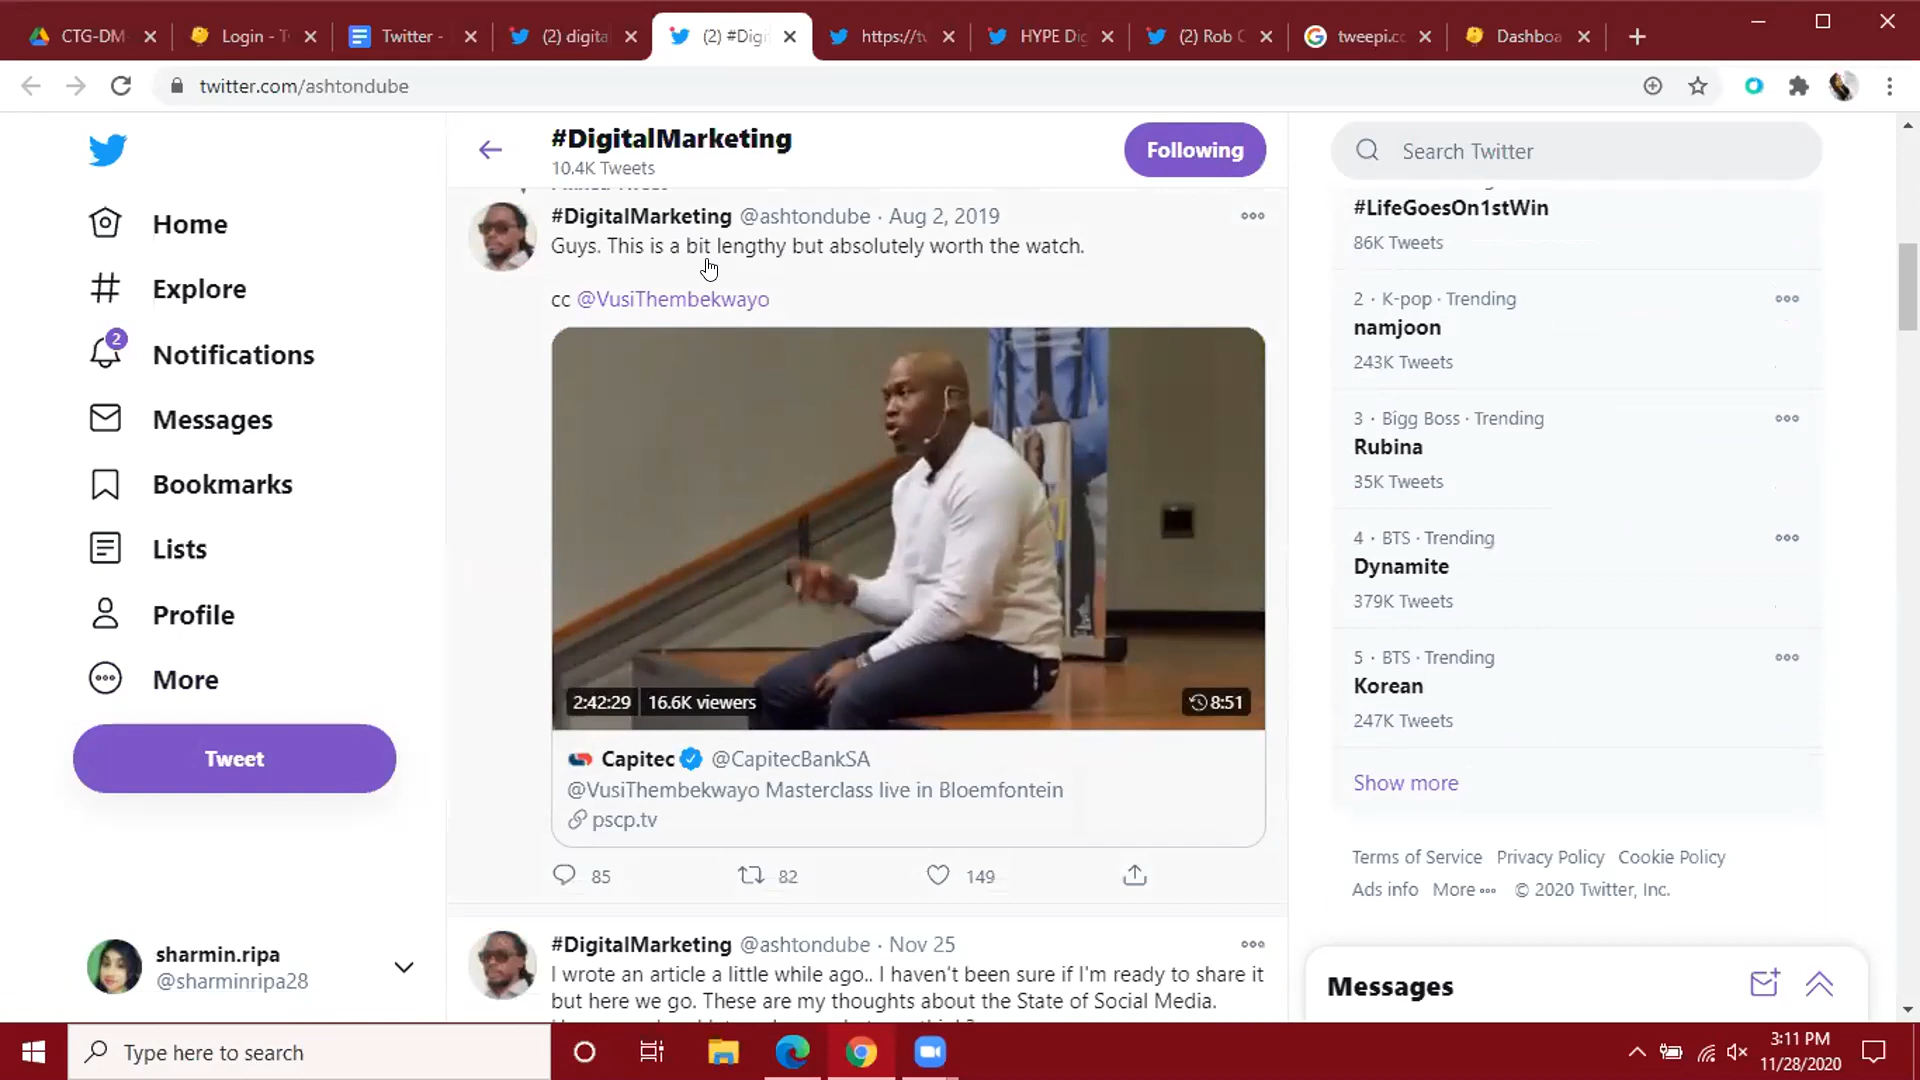 CTG-DM-
Login - T
Twitter -
(2) digita
(2) #Digi
https://tw
HYPE Dig
(2) Rob C
tweepi.co
Dashboa
twitter.com/ashtondube
#DigitalMarketing
10.4K Tweets
Following
Search Twitter
Home
Explore
2
Notifications
Messages
Bookmarks
Lists
Profile
More
Tweet
sharmin.ripa
@sharminripa28
#DigitalMarketing @ashtondube · Aug 2, 2019
Guys. This is a bit lengthy but absolutely worth the watch.
cc @VusiThembekwayo
2:42:29 16.6K viewers
8:51
Capitec @CapitecBankSA
@VusiThembekwayo Masterclass live in Bloemfontein
pscp.tv
85 82 149
#DigitalMarketing @ashtondube · Nov 25
I wrote an article a little while ago.. I haven't been sure if I'm ready to share it
but here we go. These are my thoughts about the State of Social Media.
#LifeGoesOn1stWin
86K Tweets
2 · K-pop · Trending
namjoon
243K Tweets
3 · Bigg Boss · Trending
Rubina
35K Tweets
4 · BTS · Trending
Dynamite
379K Tweets
5 · BTS · Trending
Korean
247K Tweets
Show more
Terms of Service Privacy Policy Cookie Policy
Ads info More © 2020 Twitter, Inc.
Messages
Type here to search
3:11 PM
11/28/2020